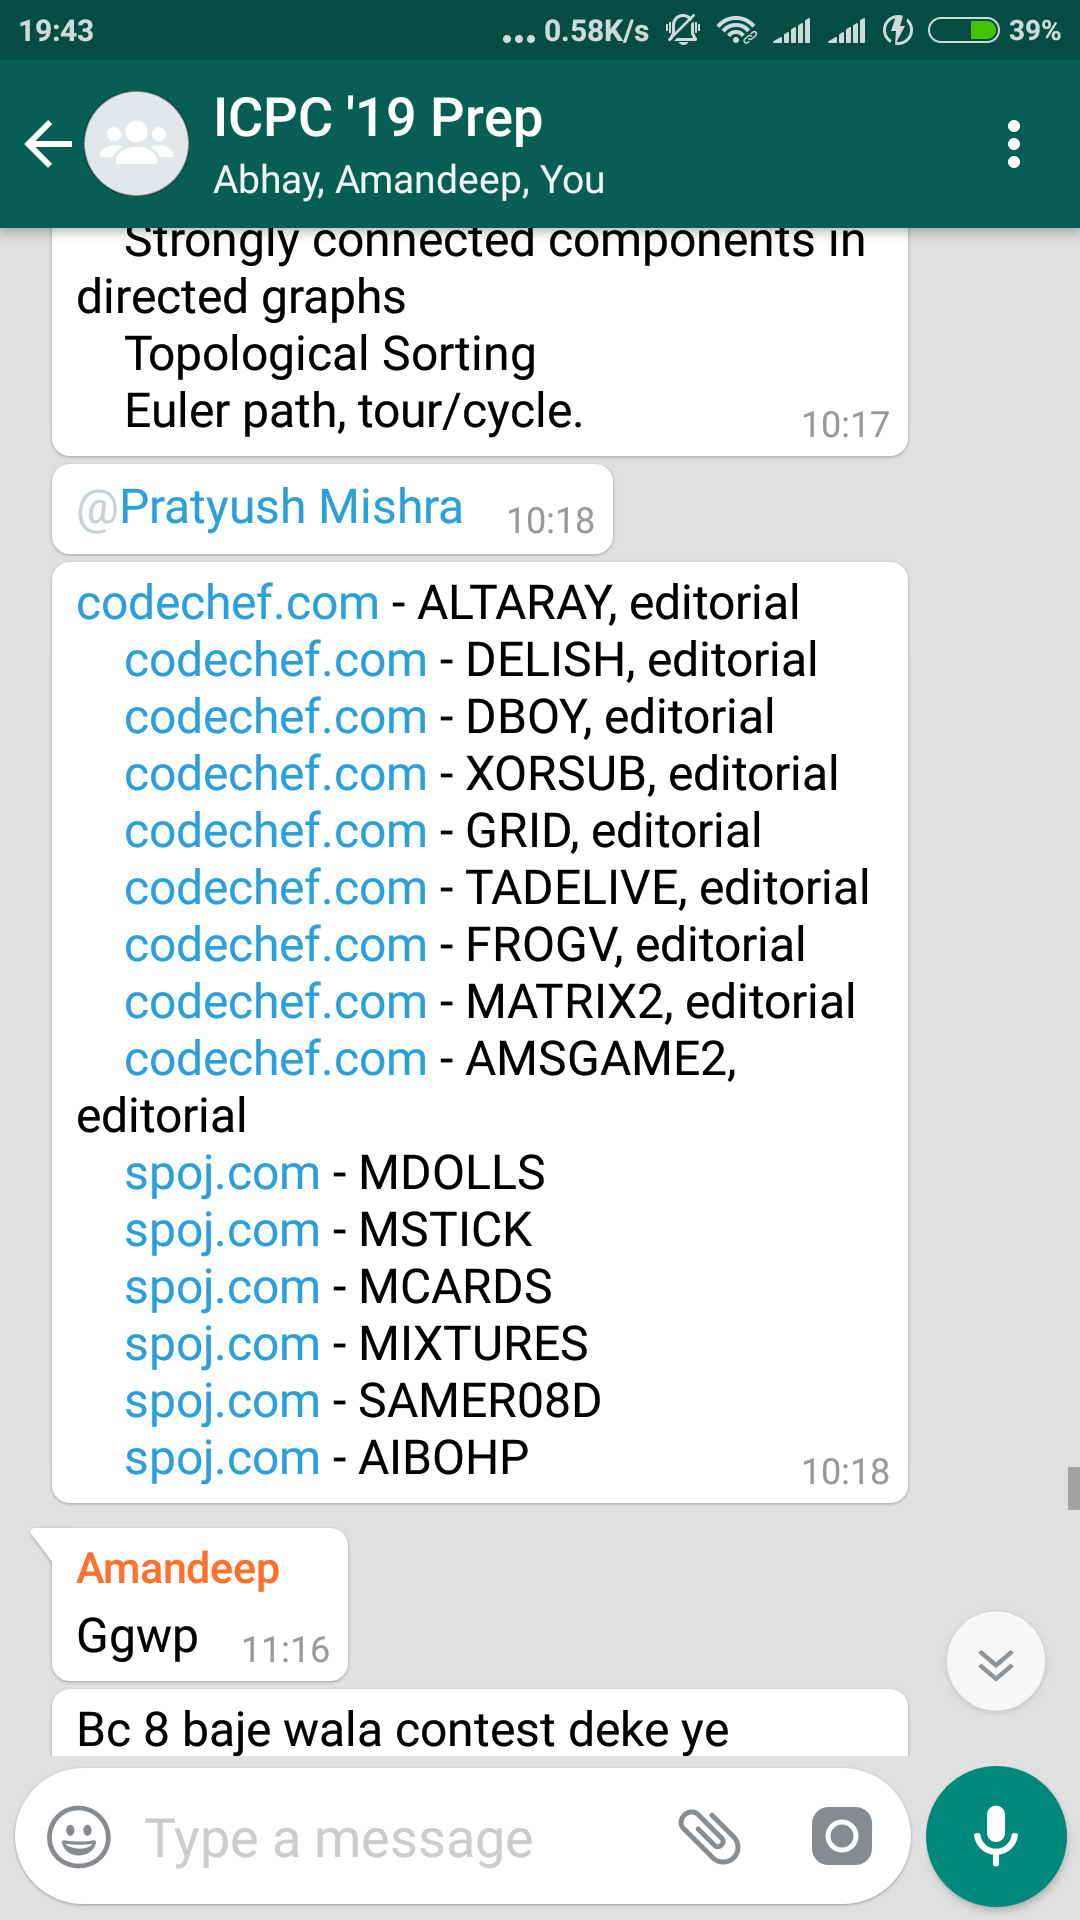 19:43
... 0.58K/s
39%
ICPC '19 Prep
Abhay, Amandeep, You
Strongly connected components in
directed graphs
Topological Sorting
Euler path, tour/cycle.
10:17
@Pratyush Mishra
10:18
codechef.com - ALTARAY, editorial
codechef.com - DELISH, editorial
codechef.com - DBOY, editorial
codechef.com - XORSUB, editorial
codechef.com - GRID, editorial
codechef.com - TADELIVE, editorial
codechef.com - FROGV, editorial
codechef.com - MATRIX2, editorial
codechef.com - AMSGAME2,
editorial
spoj.com - MDOLLS
spoj.com - MSTICK
spoj.com - MCARDS
spoj.com - MIXTURES
spoj.com - SAMER08D
spoj.com - AIBOHP
10:18
Amandeep
Ggwp
11:16
Bc 8 baje wala contest deke ye
Type a message